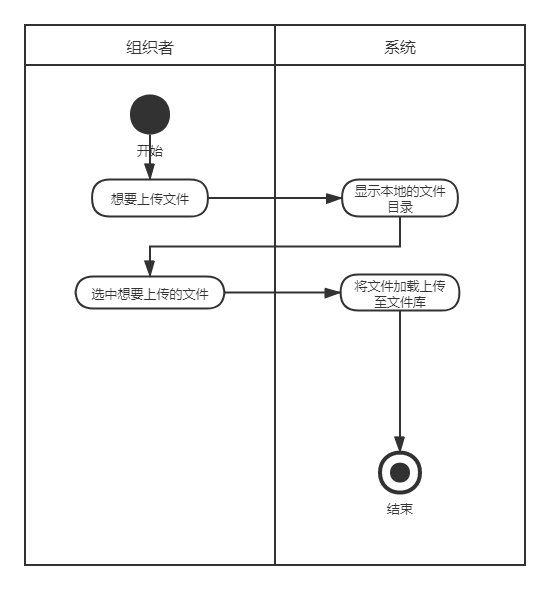 组织者
系统
开始
想要上传文件
显示本地的文件
目录
选中想要上传的文件
将文件加载上传
至文件库
结束